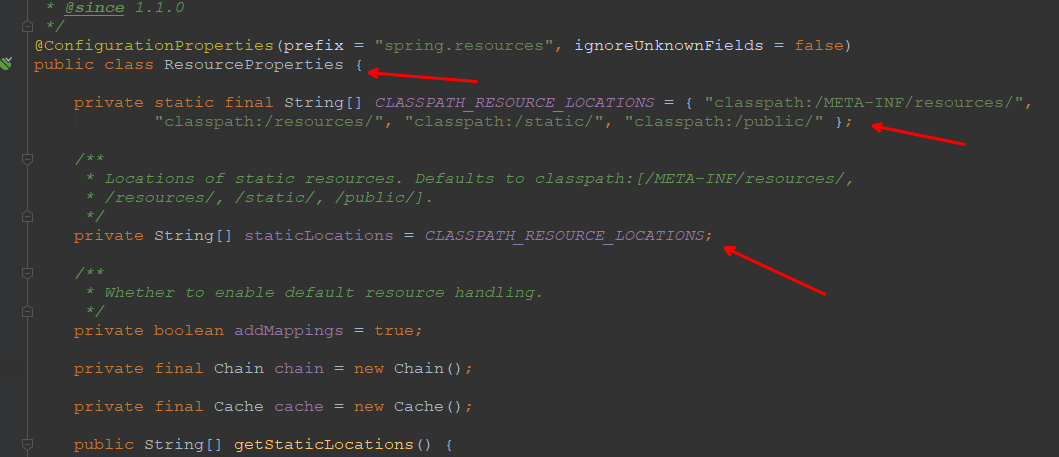 * @since 1.1.0
*/
@ConfigurationProperties(prefix = "spring.resources", ignoreUnknownFields = false)
public class ResourceProperties {
private static final String[] CLASSPATH_RESOURCE_LOCATIONS = { "classpath:/META-INF/resources/",
"classpath:/resources/", "classpath:/static/", "classpath:/public/" };
/**
* Locations of static resources. Defaults to classpath:[/META-INF/resources/,
* /resources/, /static/, /public/].
*/
private String[] staticLocations = CLASSPATH_RESOURCE_LOCATIONS;
/**
* Whether to enable default resource handling.
*/
private boolean addMappings = true;
private final Chain chain = new Chain();
private final Cache cache = new Cache();
public String[] getStaticLocations() {